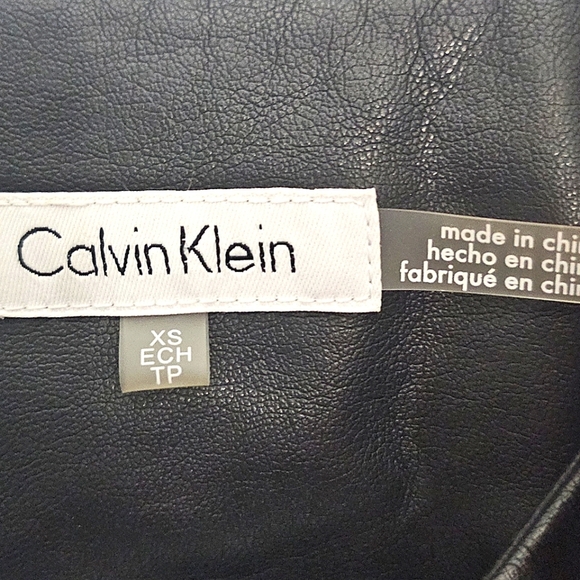 Calvin Klein
XS
ECH
TP
made in
hecho en
fabriqué en